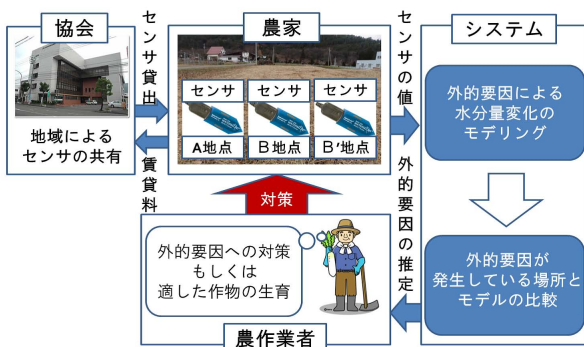 協会
地域による
センサの共有
センサ貸出
賃貸料
農家
センサ
センサ
センサ
A地点
B地点
B'地点
センサの値
外的要因の推定
システム
外的要因による
水分量変化の
モデリング
外的要因が
発生している場所と
モデルの比較
対策
外的要因への対策
もしくは
適した作物の生育
農作業者